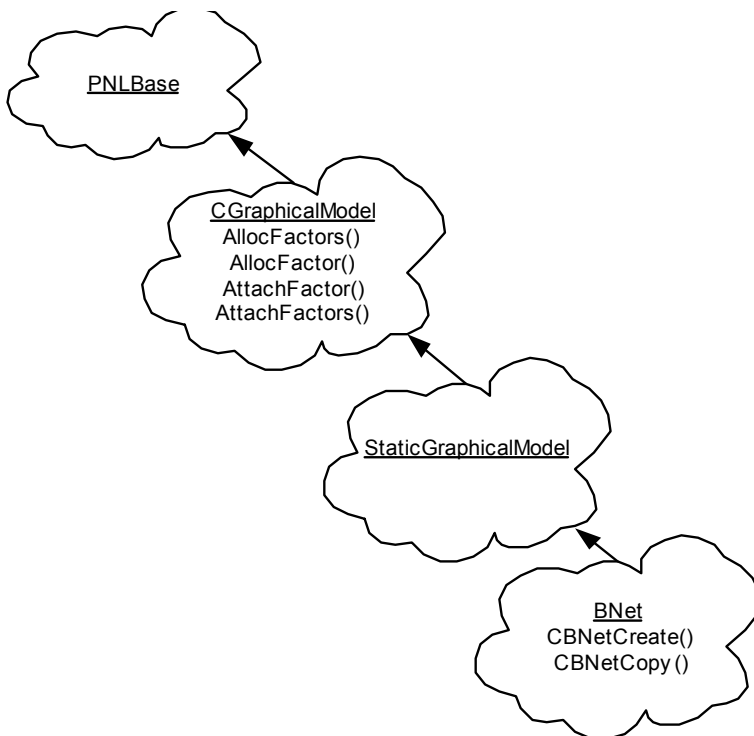 PNLBase
CGraphicalModel
AllocFactors()
AllocFactor()
AttachFactor()
AttachFactors()
StaticGraphicalModel
BNet
CBNetCreate()
CBNetCopy ()